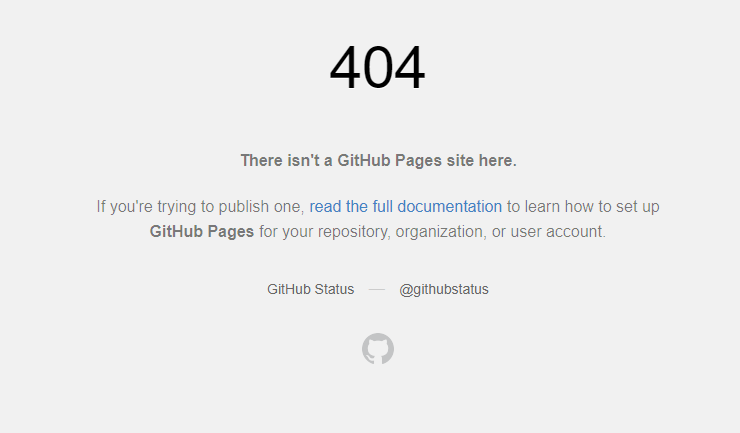 404
There isn't a GitHub Pages site here.
If you're trying to publish one, read the full documentation to learn how to set up
GitHub Pages for your repository, organization, or user account.
GitHub Status — @githubstatus